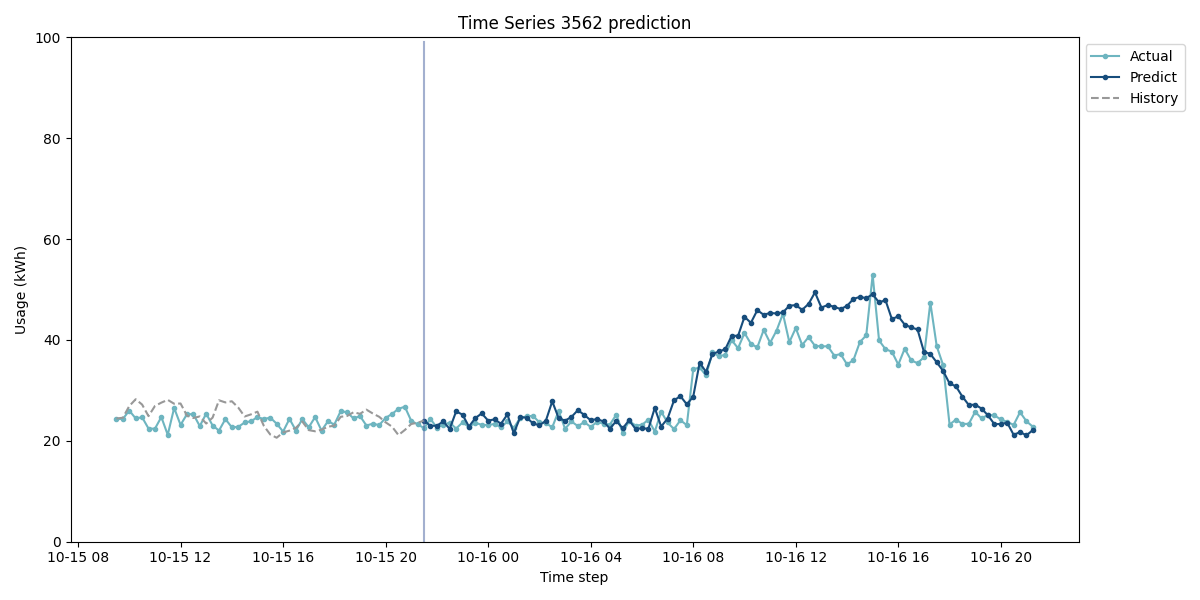 Time Series 3562 prediction
100
80
60
40
20
0
Usage (kWh)
10-15 08
10-15 12
10-15 16
10-15 20
10-16 00
10-16 04
10-16 08
10-16 12
10-16 16
10-16 20
Time step
Actual
Predict
History